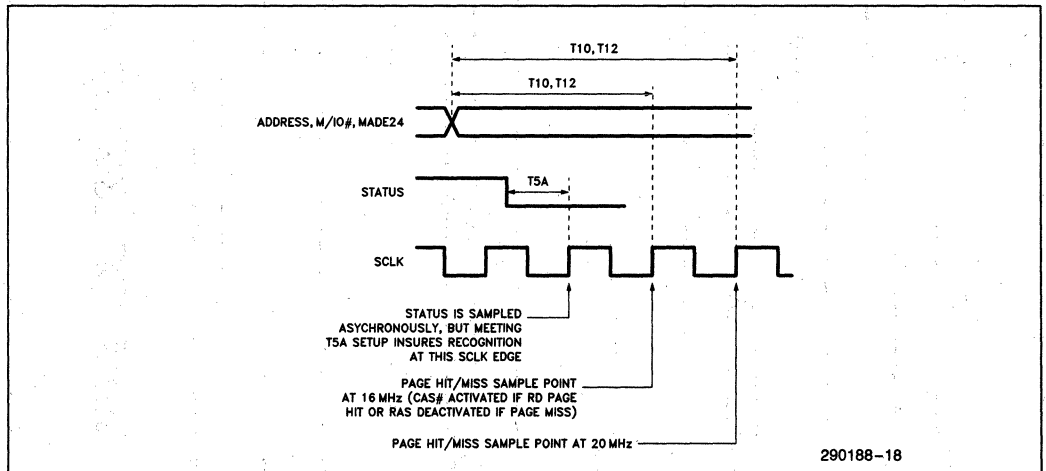 T10,T12
T10,T12
ADDRESS, M/IO#, MADE24
STATUS
T5A
SCLK
STATUS IS SAMPLED
ASYCHRONOUSLY, BUT MEETING
T5A SETUP INSURES RECOGNITION
AT THIS SCLK EDGE
PAGE HIT/MISS SAMPLE POINT
AT 16 MHz (CAS# ACTIVATED IF RD PAGE
HIT OR RAS DEACTIVATED IF PAGE MISS)
PAGE HIT/MISS SAMPLE POINT AT 20 MHz
290188-18